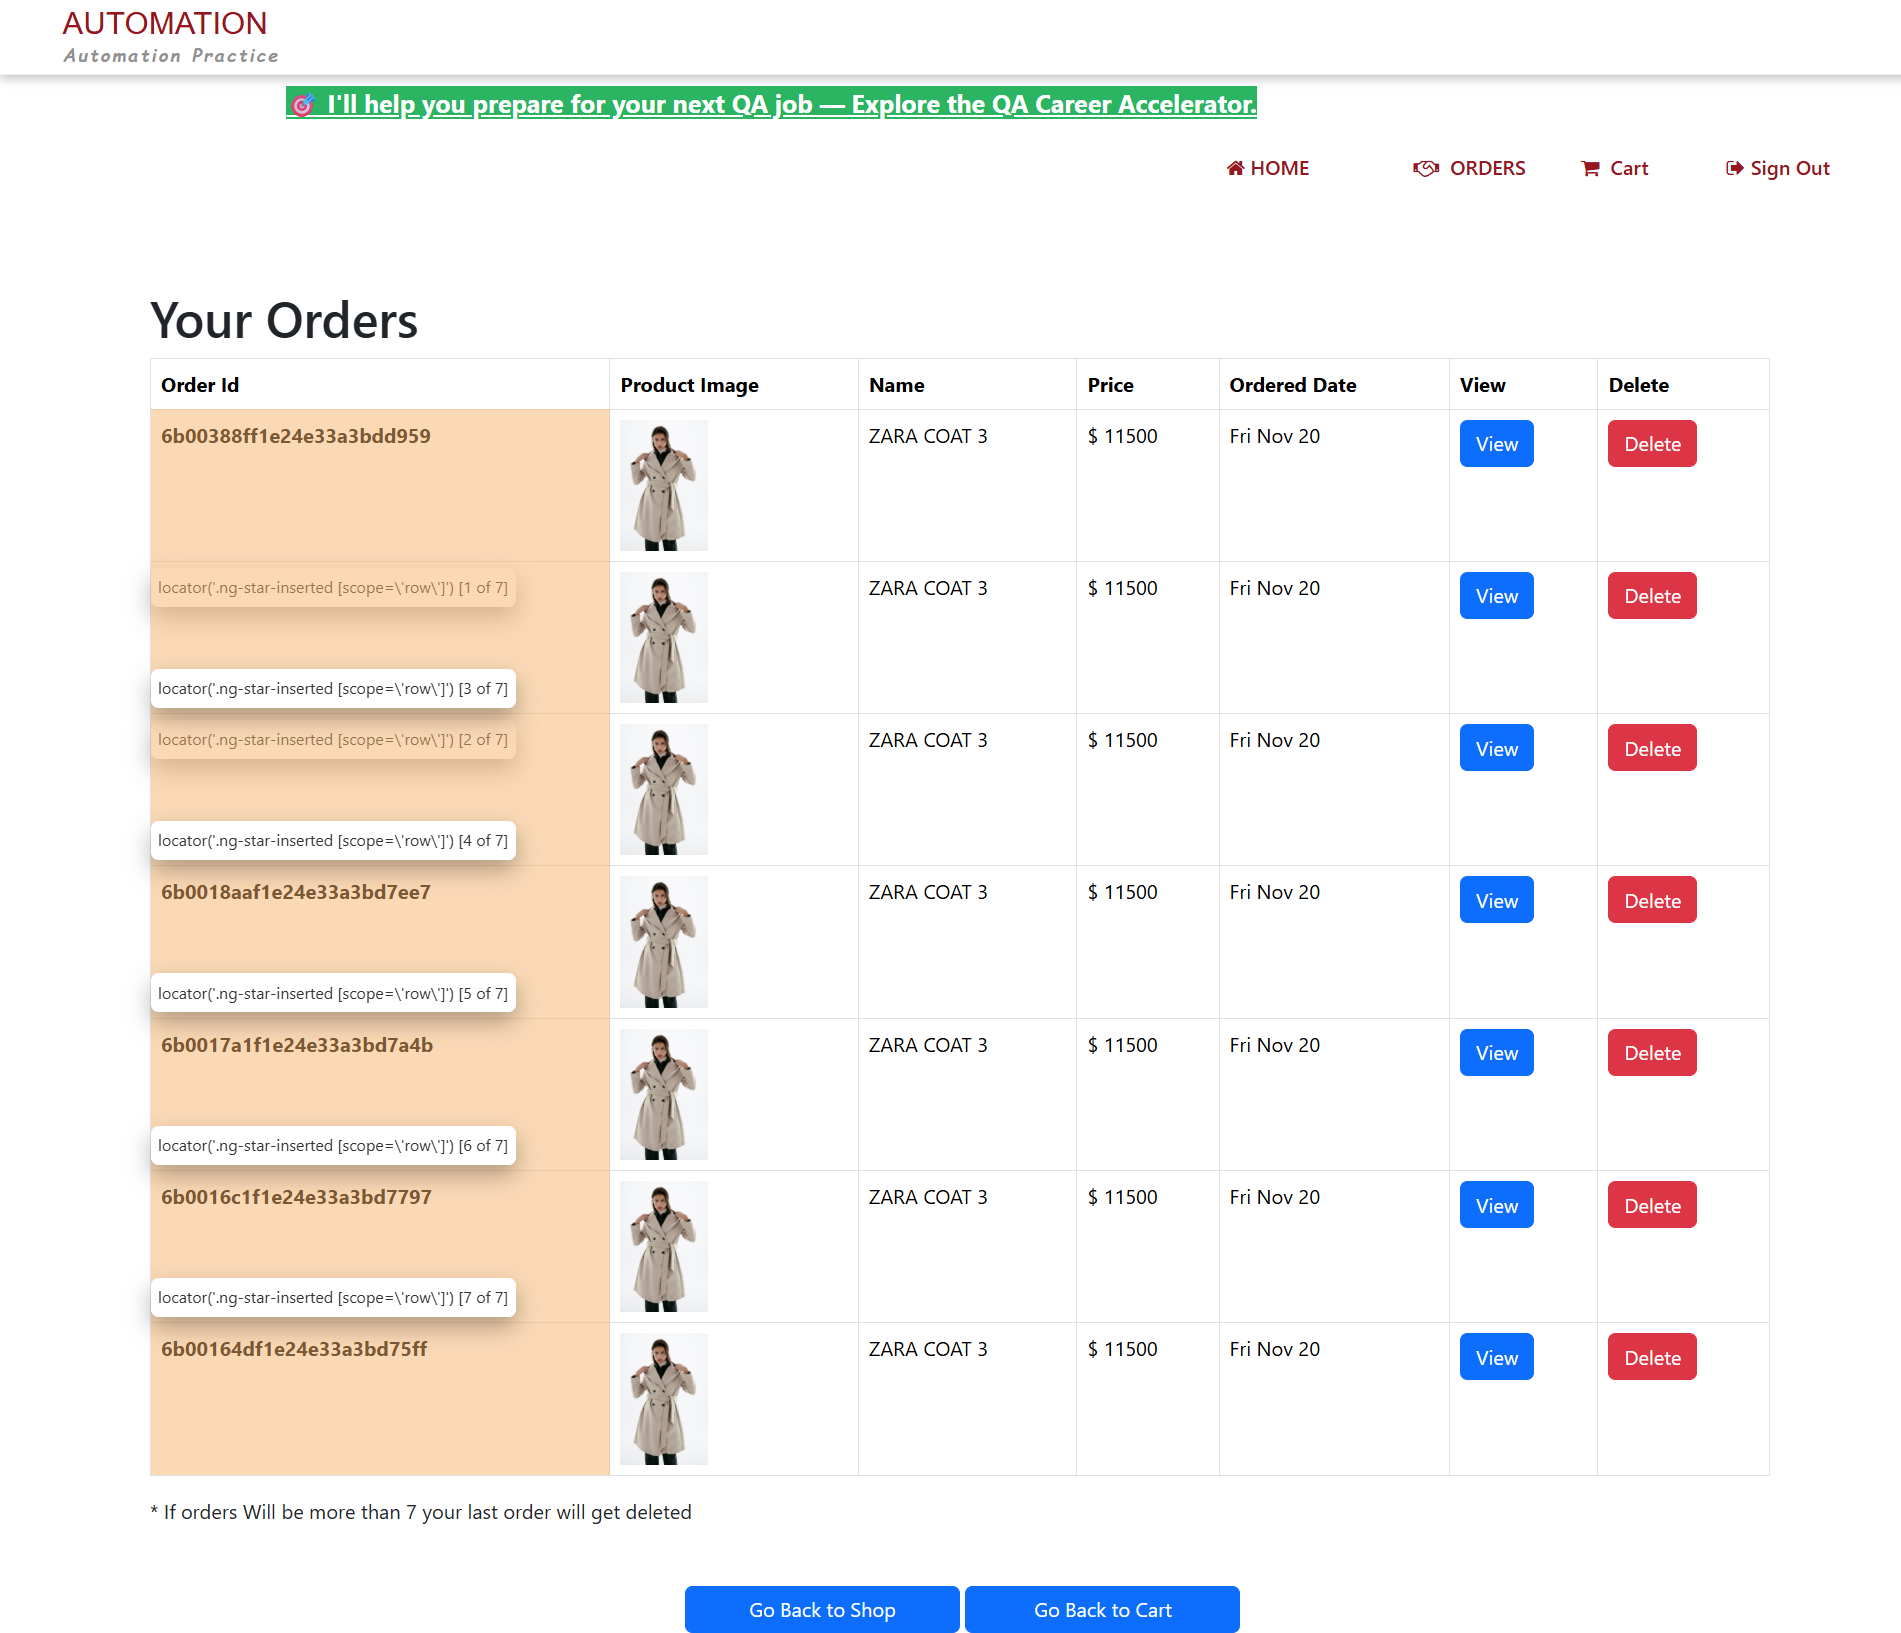 AUTOMATION
Automation Practice
🎯 I'll help you prepare for your next QA job — Explore the QA Career Accelerator.
HOME ORDERS Cart Sign Out
Your Orders
Order Id Product Image Name Price Ordered Date View Delete
6b00388ff1e24e33a3bdd959 ZARA COAT 3 $ 11500 Fri Nov 20 View Delete
locator('.ng-star-inserted [scope=\'row\']') [1 of 7] ZARA COAT 3 $ 11500 Fri Nov 20 View Delete
locator('.ng-star-inserted [scope=\'row\']') [3 of 7]
locator('.ng-star-inserted [scope=\'row\']') [2 of 7] ZARA COAT 3 $ 11500 Fri Nov 20 View Delete
locator('.ng-star-inserted [scope=\'row\']') [4 of 7]
6b0018aaf1e24e33a3bd7ee7 ZARA COAT 3 $ 11500 Fri Nov 20 View Delete
locator('.ng-star-inserted [scope=\'row\']') [5 of 7]
6b0017a1f1e24e33a3bd7a4b ZARA COAT 3 $ 11500 Fri Nov 20 View Delete
locator('.ng-star-inserted [scope=\'row\']') [6 of 7]
6b0016c1f1e24e33a3bd7797 ZARA COAT 3 $ 11500 Fri Nov 20 View Delete
locator('.ng-star-inserted [scope=\'row\']') [7 of 7]
6b00164df1e24e33a3bd75ff ZARA COAT 3 $ 11500 Fri Nov 20 View Delete
* If orders Will be more than 7 your last order will get deleted
Go Back to Shop Go Back to Cart